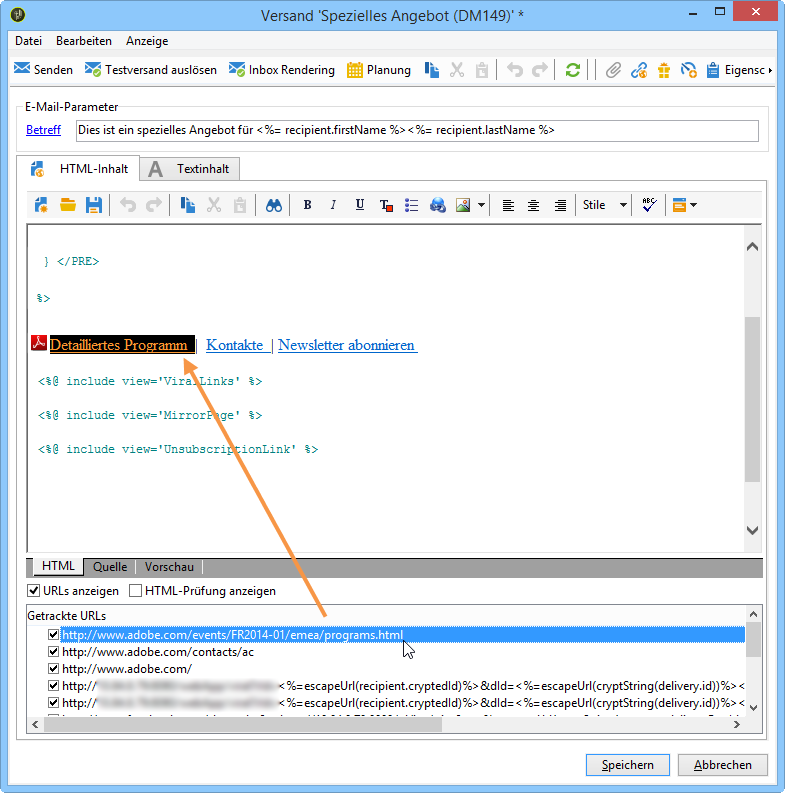 Versand 'Spezielles Angebot (DM149)' *
Datei Bearbeiten Anzeige
Senden Testversand auslösen Inbox Rendering Planung Eigensc
E-Mail-Parameter
Betreff Dies ist ein spezielles Angebot für <%= recipient.firstName %><%= recipient.lastName %>
HTML-Inhalt A Textinhalt
B I U T Stile ABC
} </PRE>
%>
Detailliertes Programm | Kontakte | Newsletter abonnieren
<%@ include view='ViralLinks' %>
<%@ include view='MirrorPage' %>
<%@ include view='UnsubscriptionLink' %>
HTML Quelle Vorschau
URLs anzeigen HTML-Prüfung anzeigen
Getrackte URLs
http://www.adobe.com/events/FR2014-01/emea/programs.html
http://www.adobe.com/contacts/ac
http://www.adobe.com/
http:// <%=escapeUrl(recipient.cryptedId)%>&dId=<%=escapeUrl(cryptString(delivery.id))%><
http:// <%=escapeUrl(recipient.cryptedId)%>&dId=<%=escapeUrl(cryptString(delivery.id))%><
Speichern Abbrechen